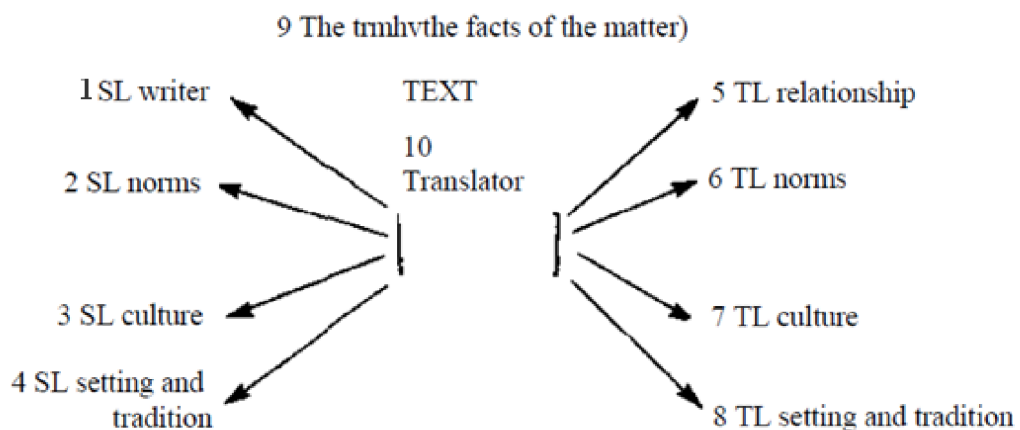 9 The trmhvthe facts of the matter)
1 SL writer
TEXT
5 TL relationship
10
2 SL norms
Translator
6 TL norms
3 SL culture
7 TL culture
4 SL setting and
tradition
8 TL setting and tradition